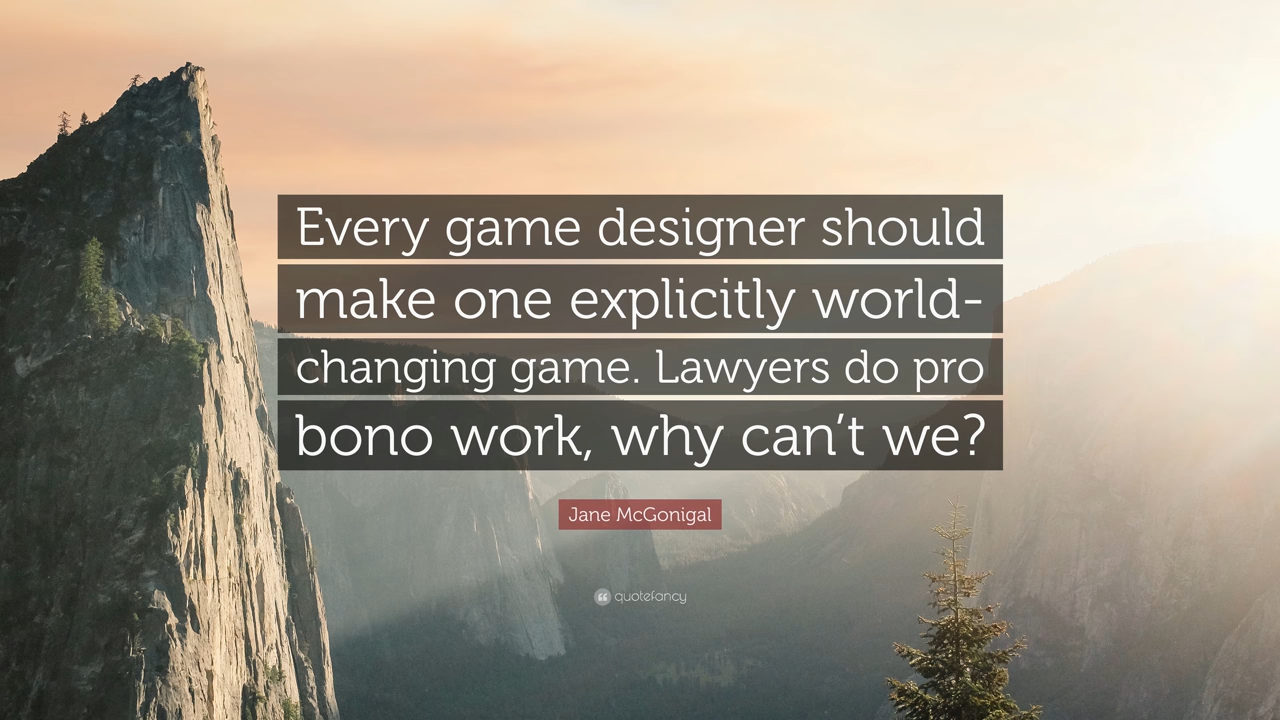 Every game designer should
make one explicitly world-
changing game. Lawyers do pro
bono work, why can’t we?
Jane McGonigal
quotefancy